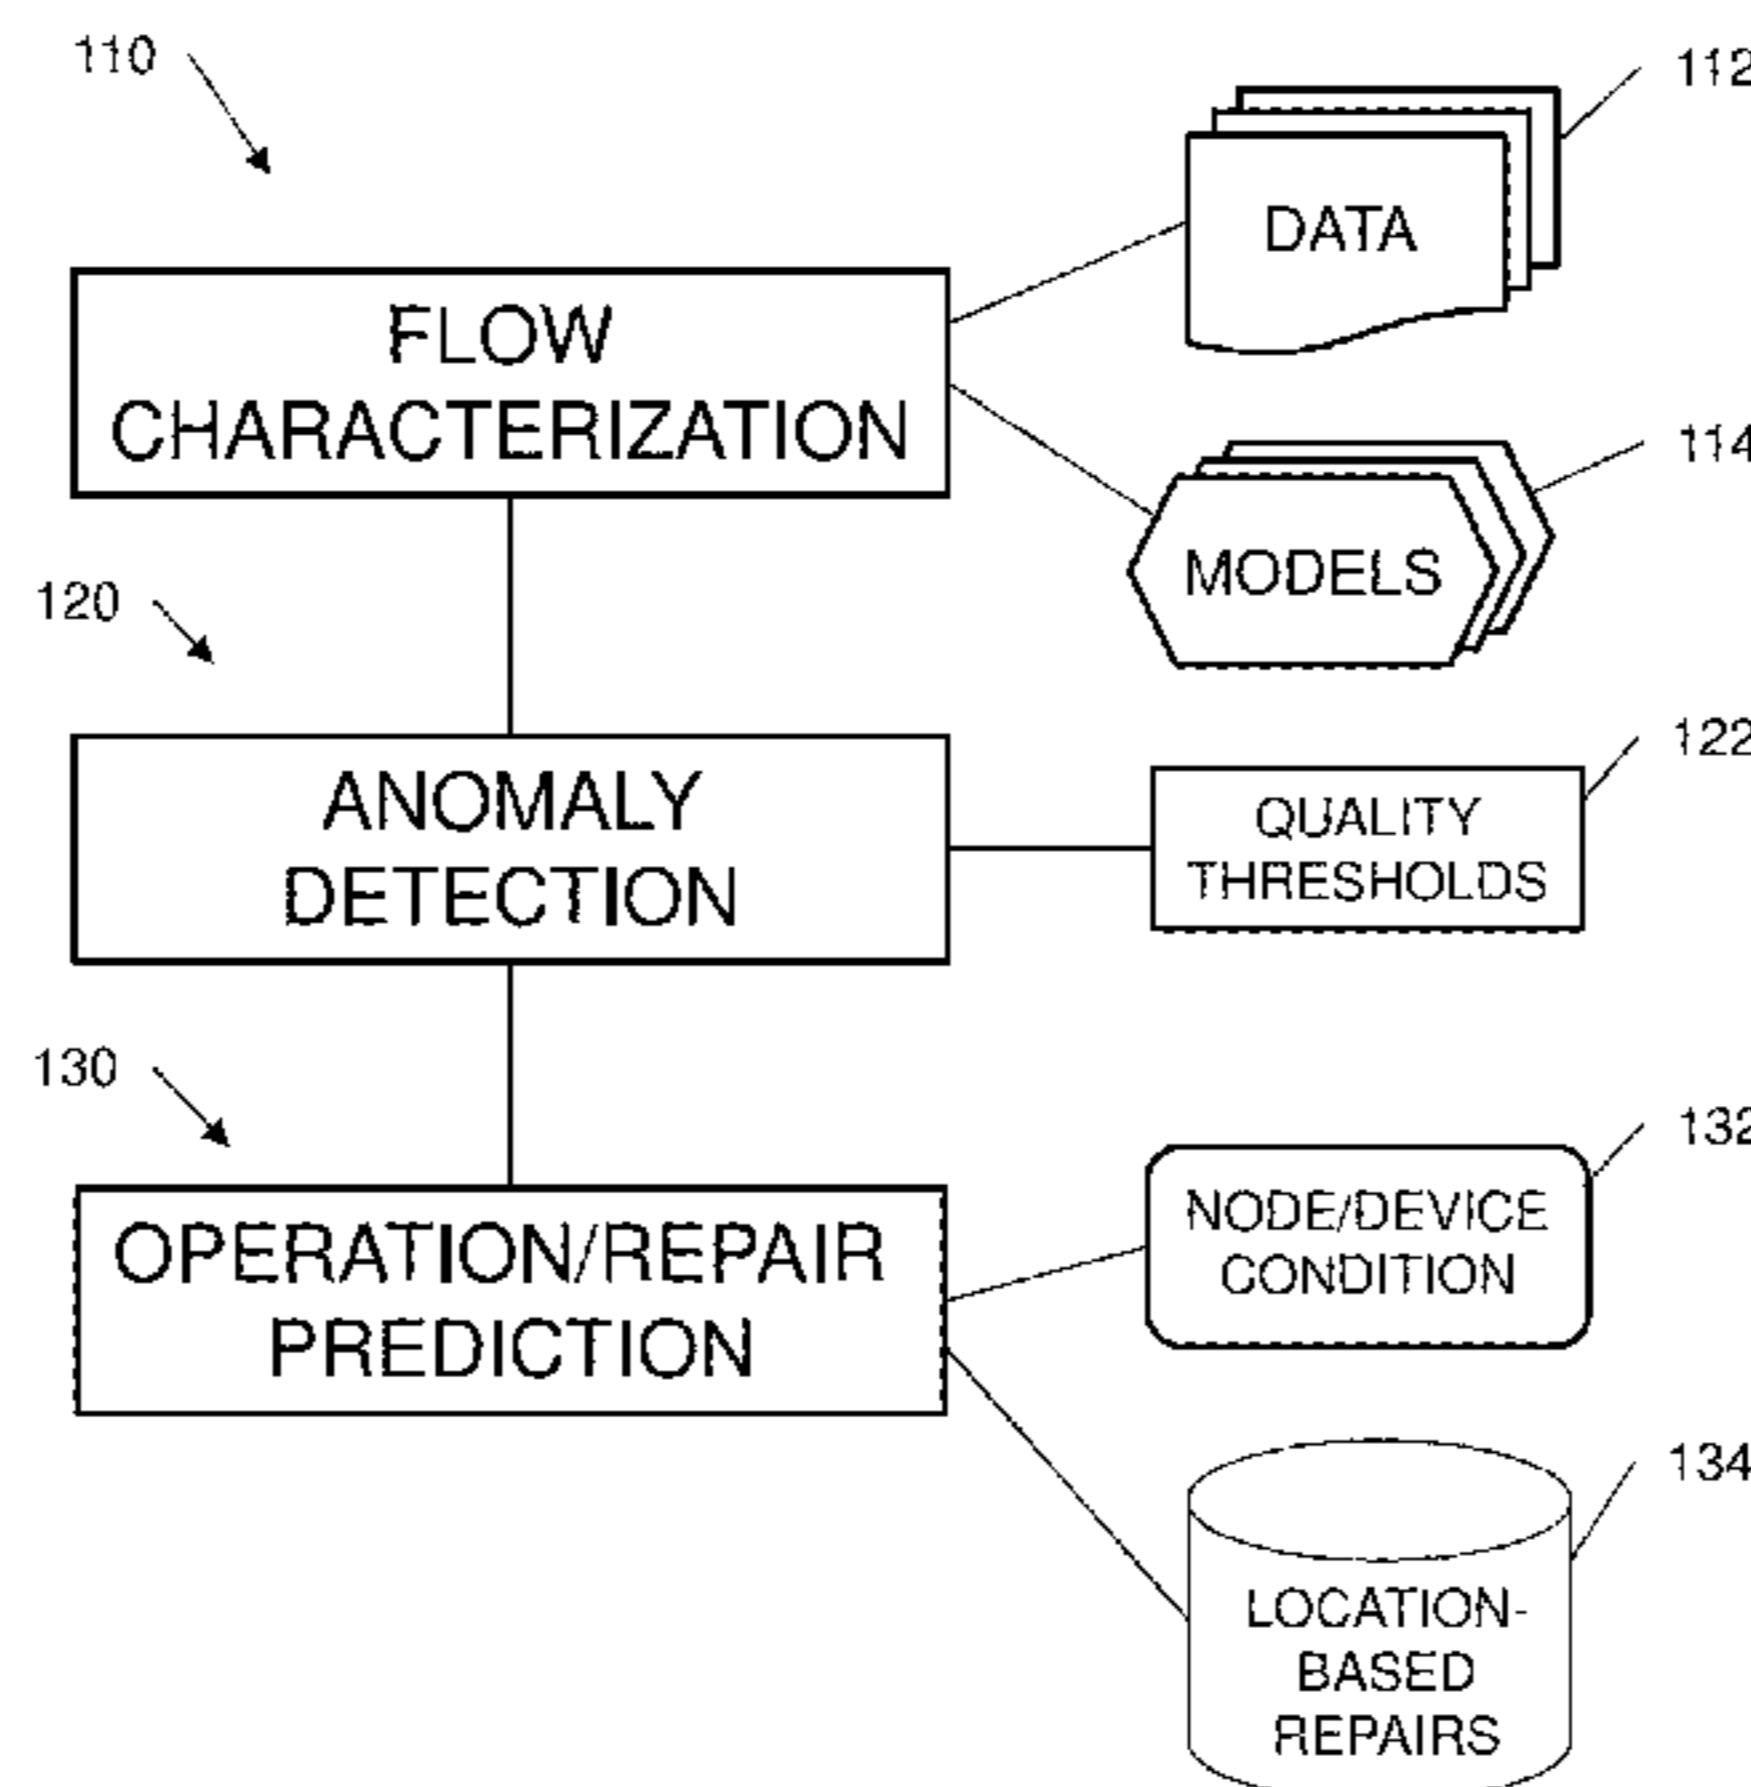 110
112
DATA
FLOW
CHARACTERIZATION
114
MODELS
120
122
ANOMALY
DETECTION
QUALITY
THRESHOLDS
130
132
OPERATION/REPAIR
PREDICTION
NODE/DEVICE
CONDITION
134
LOCATION-
BASED
REPAIRS